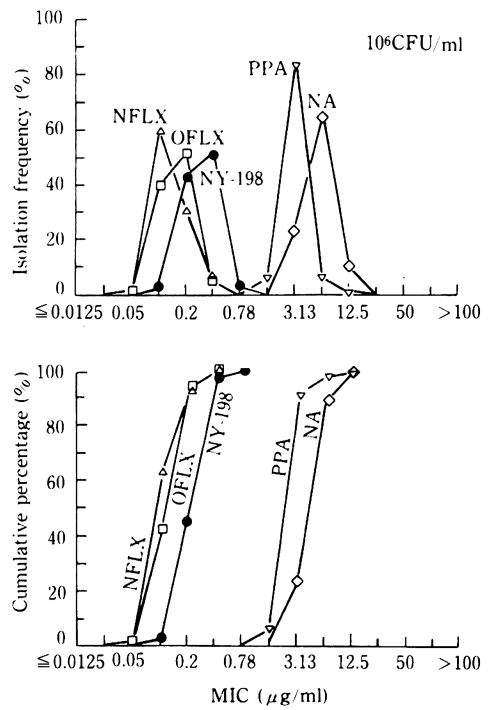 100
10⁶CFU/ml
PPA
80
NA
NFLX
60
OFLX
40
NY-198
20
0
Isolation frequency (%)
≦0.0125 0.05 0.2 0.78 3.13 12.5 50 >100
100
80
60
40
20
0
Cumulative percentage (%)
NFLX
OFLX
NY-198
PPA
NA
≦0.0125 0.05 0.2 0.78 3.13 12.5 50 >100
MIC (μg/ml)